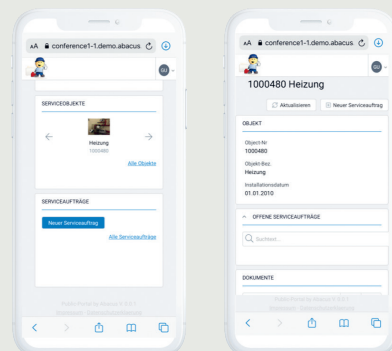 AA conference1-1.demo.abacus
GU
SERVICEOBJEKTE
Heizung
1000480
Alle Objekte
SERVICEAUFTRÄGE
Neuer Serviceauftrag
Alle Serviceaufträge
AA conference1-1.demo.abacus
GU
1000480 Heizung
Aktualisieren
Neuer Serviceauftrag
OBJEKT
Object-Nr
1000480
Objekt-Bez.
Heizung
Installationsdatum
01.01.2010
OFFENE SERVICEAUFTRÄGE
Suchtext...
DOKUMENTE